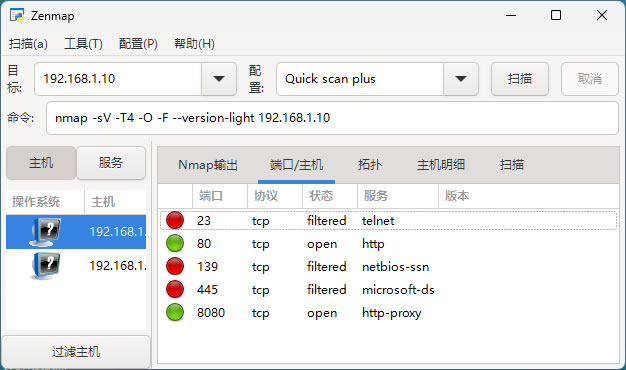 Zenmap
扫描(a) 工具(T) 配置(P) 帮助(H)
目标: 192.168.1.10 配置: Quick scan plus 扫描 取消
命令: nmap -sV -T4 -O -F --version-light 192.168.1.10
主机 服务 Nmap输出 端口/主机 拓扑 主机明细 扫描
操作系统 主机 端口 协议 状态 服务 版本
192.168.1. 23 tcp filtered telnet
80 tcp open http
192.168.1. 139 tcp filtered netbios-ssn
445 tcp filtered microsoft-ds
8080 tcp open http-proxy
过滤主机